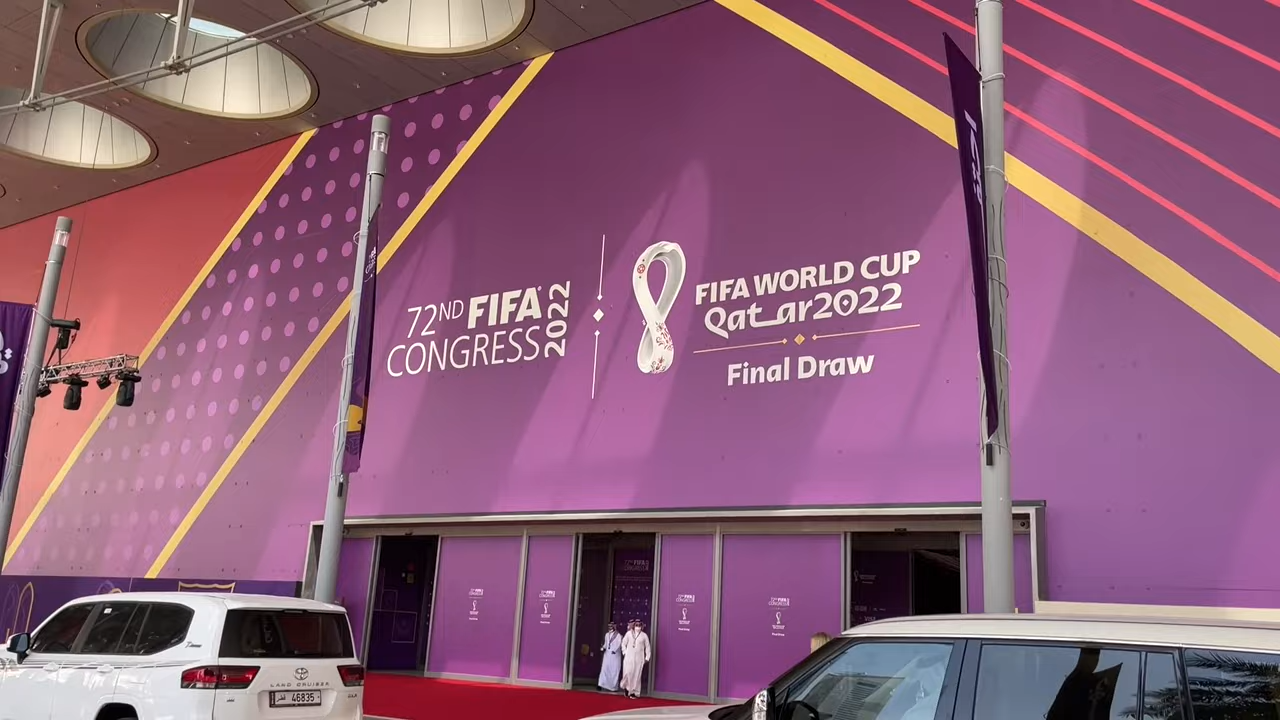 72ND FIFA
CONGRESS 2022
FIFA WORLD CUP
Qatar2022
Final Draw
LAND CRUISER
46835